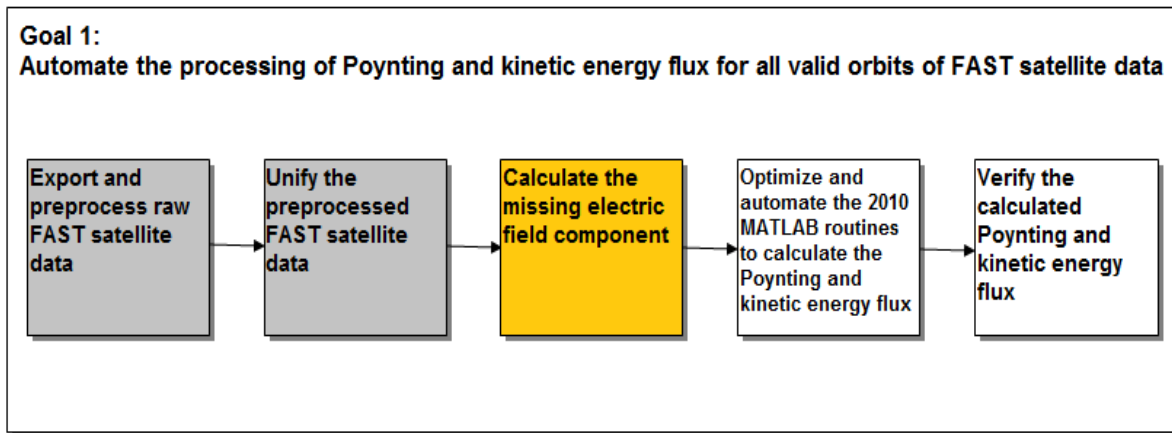 Goal 1:
Automate the processing of Poynting and kinetic energy flux for all valid orbits of FAST satellite data
Export and
preprocess raw
FAST satellite
data
Unify the
preprocessed
FAST satellite
data
Calculate the
missing electric
field component
Optimize and
automate the 2010
MATLAB routines
to calculate the
Poynting and
kinetic energy flux
Verify the
calculated
Poynting and
kinetic energy
flux